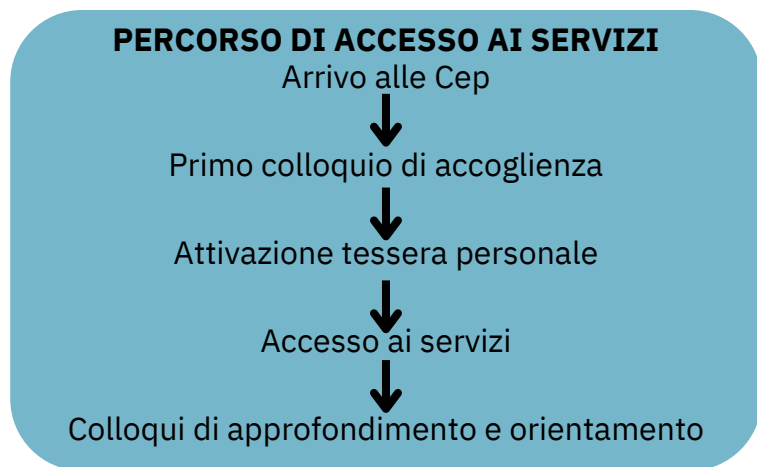 PERCORSO DI ACCESSO AI SERVIZI
Arrivo alle Cep
Primo colloquio di accoglienza
Attivazione tessera personale
Accesso ai servizi
Colloqui di approfondimento e orientamento